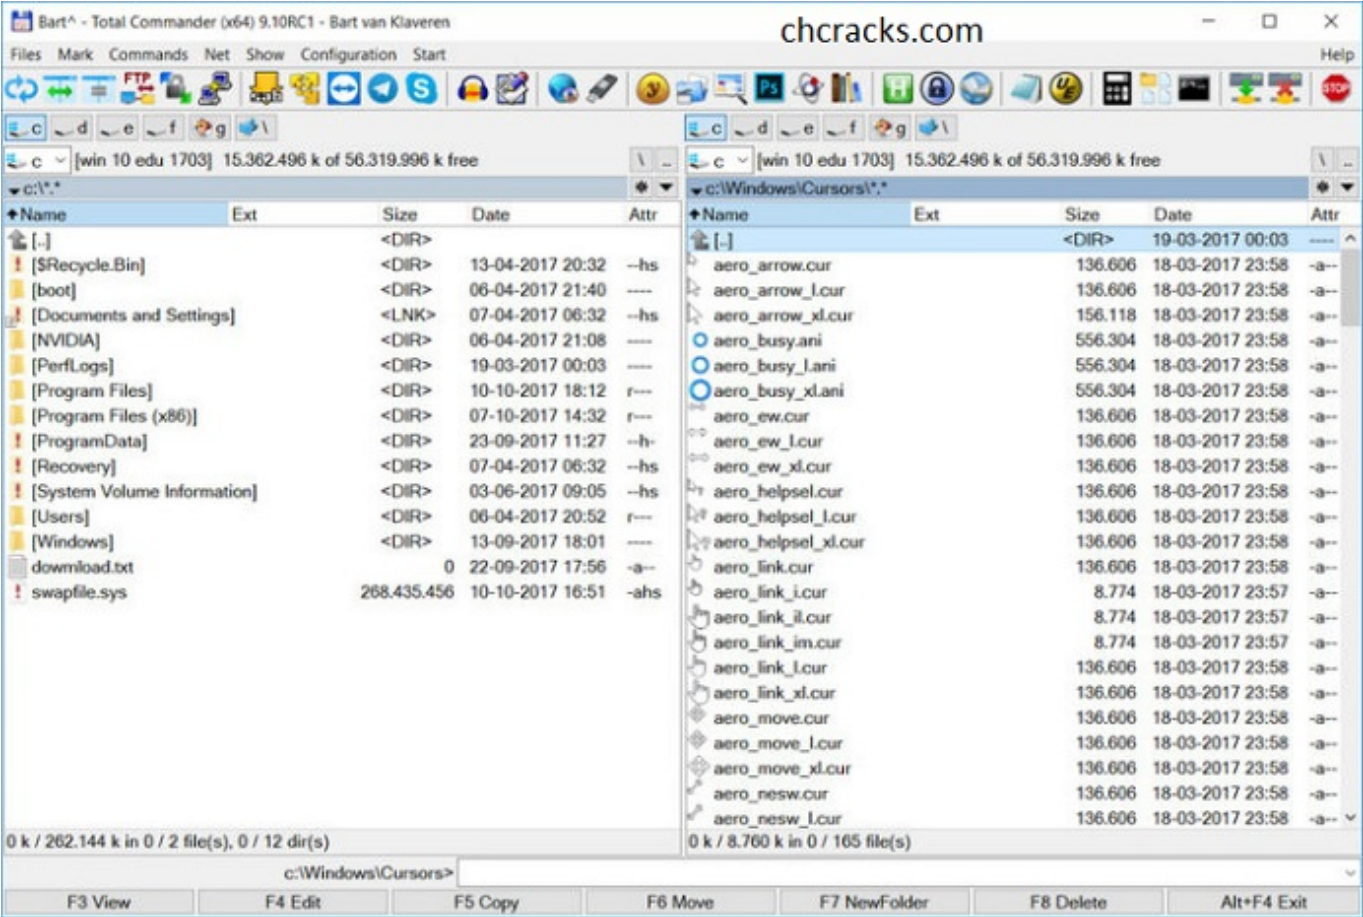 Bart^ - Total Commander (x64) 9.10RC1 - Bart van Klaveren
chcracks.com
Files Mark Commands Net Show Configuration Start Help
FTP Ps H UE STOP
c d e f g \ c d e f g \
c [win 10 edu 1703] 15.362.496 k of 56.319.996 k free \ .. c [win 10 edu 1703] 15.362.496 k of 56.319.996 k free \ ..
c:\*.* * c:\Windows\Cursors\*.* *
Name Ext Size Date Attr Name Ext Size Date Attr
[..] <DIR> [..] <DIR> 19-03-2017 00:03 ----
[$Recycle.Bin] <DIR> 13-04-2017 20:32 --hs aero_arrow.cur 136.606 18-03-2017 23:58 -a--
[boot] <DIR> 06-04-2017 21:40 ---- aero_arrow_l.cur 136.606 18-03-2017 23:58 -a--
[Documents and Settings] <LNK> 07-04-2017 06:32 --hs aero_arrow_xl.cur 156.118 18-03-2017 23:58 -a--
[NVIDIA] <DIR> 06-04-2017 21:08 ---- aero_busy.ani 556.304 18-03-2017 23:58 -a--
[PerfLogs] <DIR> 19-03-2017 00:03 ---- aero_busy_l.ani 556.304 18-03-2017 23:58 -a--
[Program Files] <DIR> 10-10-2017 18:12 r--- aero_busy_xl.ani 556.304 18-03-2017 23:58 -a--
[Program Files (x86)] <DIR> 07-10-2017 14:32 r--- aero_ew.cur 136.606 18-03-2017 23:58 -a--
[ProgramData] <DIR> 23-09-2017 11:27 --h- aero_ew_l.cur 136.606 18-03-2017 23:58 -a--
[Recovery] <DIR> 07-04-2017 06:32 --hs aero_ew_xl.cur 136.606 18-03-2017 23:58 -a--
[System Volume Information] <DIR> 03-06-2017 09:05 --hs aero_helpsel.cur 136.606 18-03-2017 23:58 -a--
[Users] <DIR> 06-04-2017 20:52 r--- aero_helpsel_l.cur 136.606 18-03-2017 23:58 -a--
[Windows] <DIR> 13-09-2017 18:01 ---- aero_helpsel_xl.cur 136.606 18-03-2017 23:58 -a--
dowmload.txt 0 22-09-2017 17:56 -a-- aero_link.cur 136.606 18-03-2017 23:58 -a--
swapfile.sys 268.435.456 10-10-2017 16:51 -ahs aero_link_i.cur 8.774 18-03-2017 23:57 -a--
aero_link_il.cur 8.774 18-03-2017 23:57 -a--
aero_link_im.cur 8.774 18-03-2017 23:57 -a--
aero_link_l.cur 136.606 18-03-2017 23:58 -a--
aero_link_xl.cur 136.606 18-03-2017 23:58 -a--
aero_move.cur 136.606 18-03-2017 23:58 -a--
aero_move_l.cur 136.606 18-03-2017 23:58 -a--
aero_move_xl.cur 136.606 18-03-2017 23:58 -a--
aero_nesw.cur 136.606 18-03-2017 23:58 -a--
aero_nesw_l.cur 136.606 18-03-2017 23:58 -a--
0 k / 262.144 k in 0 / 2 file(s), 0 / 12 dir(s) 0 k / 8.760 k in 0 / 165 file(s)
c:\Windows\Cursors>
F3 View F4 Edit F5 Copy F6 Move F7 NewFolder F8 Delete Alt+F4 Exit